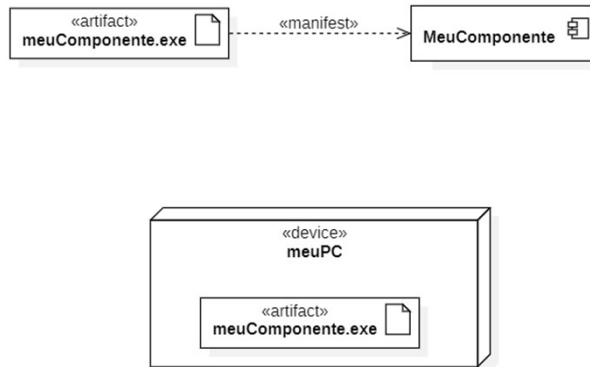 «artifact»
meuComponente.exe
«manifest»
MeuComponente
«device»
meuPC
«artifact»
meuComponente.exe